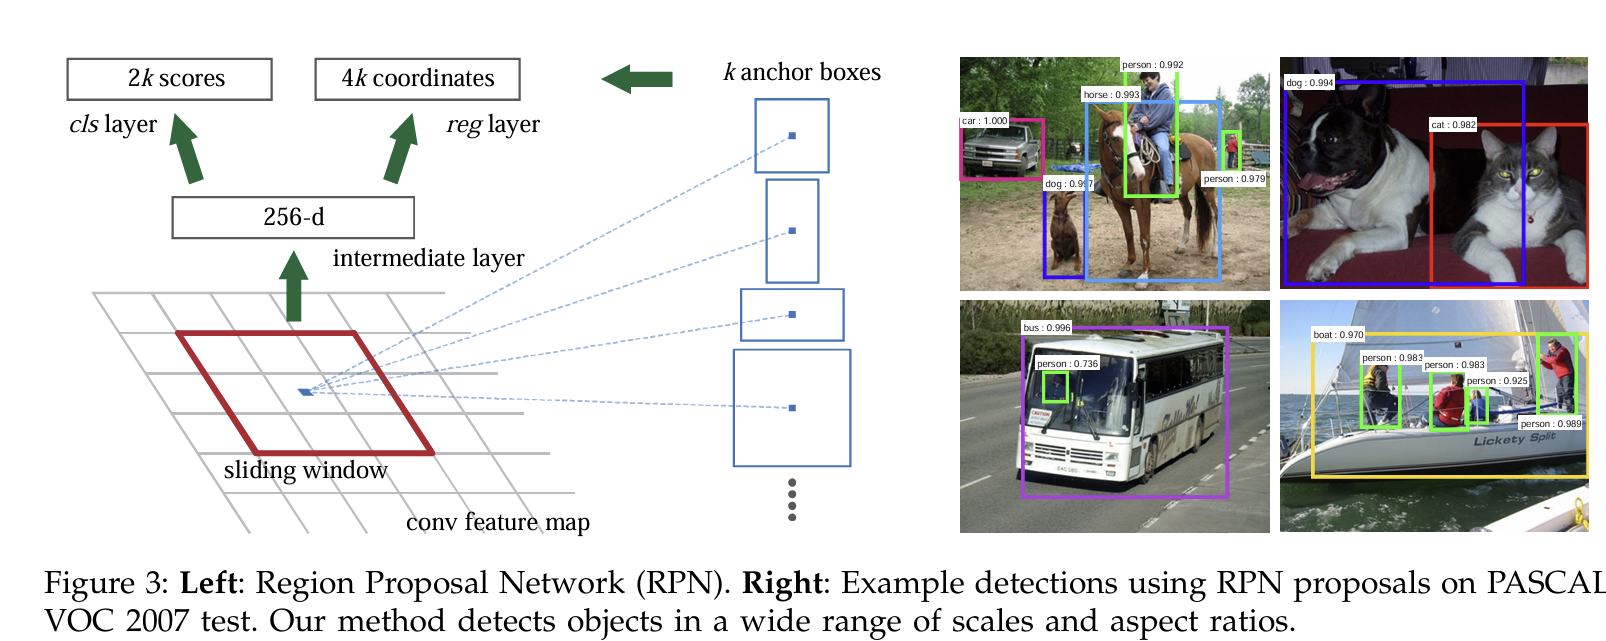 2k scores
4k coordinates
k anchor boxes
cls layer
reg layer
256-d
intermediate layer
sliding window
conv feature map
person : 0.992
horse : 0.993
car : 1.000
dog : 0.997
person : 0.979
dog : 0.994
cat : 0.982
bus : 0.996
person : 0.736
CAUTION
boat : 0.970
person : 0.983
person : 0.983
person : 0.925
person : 0.989
Lickety Split
Figure 3: Left: Region Proposal Network (RPN). Right: Example detections using RPN proposals on PASCAL
VOC 2007 test. Our method detects objects in a wide range of scales and aspect ratios.